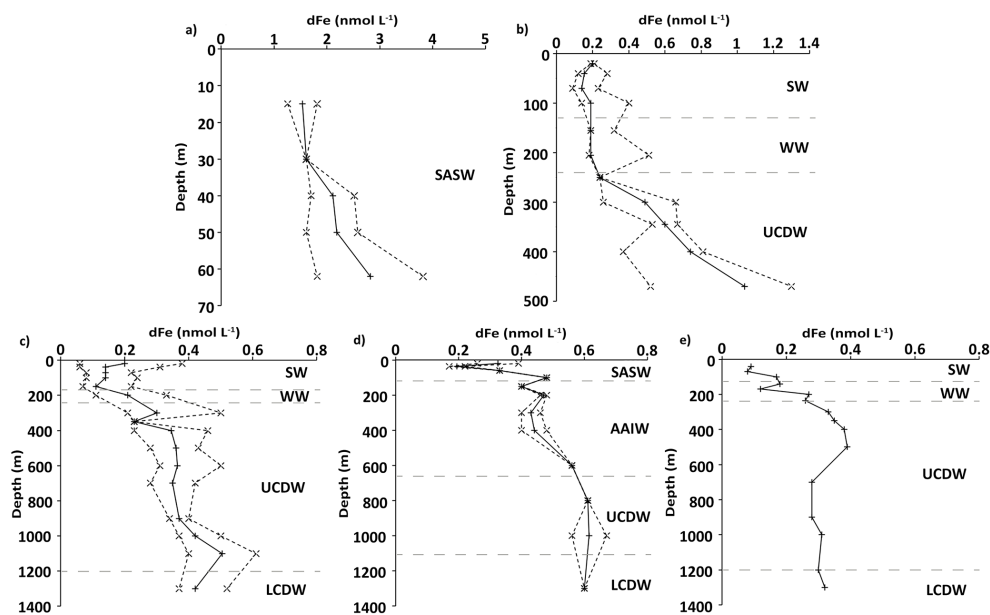 dFe (nmol L⁻¹)
a)
0 1 2 3 4 5
0
10
20
30
40
50
60
70
Depth (m)
SASW
dFe (nmol L⁻¹)
b)
0 0.2 0.4 0.6 0.8 1 1.2 1.4
0
100
200
300
400
500
Depth (m)
SW
WW
UCDW
dFe (nmol L⁻¹)
c)
0 0.2 0.4 0.6 0.8
0
200
400
600
800
1000
1200
1400
Depth (m)
SW
WW
UCDW
LCDW
dFe (nmol L⁻¹)
d)
0 0.2 0.4 0.6 0.8
0
200
400
600
800
1000
1200
1400
Depth (m)
SASW
AAIW
UCDW
LCDW
dFe (nmol L⁻¹)
e)
0 0.2 0.4 0.6 0.8
0
200
400
600
800
1000
1200
1400
Depth (m)
SW
WW
UCDW
LCDW